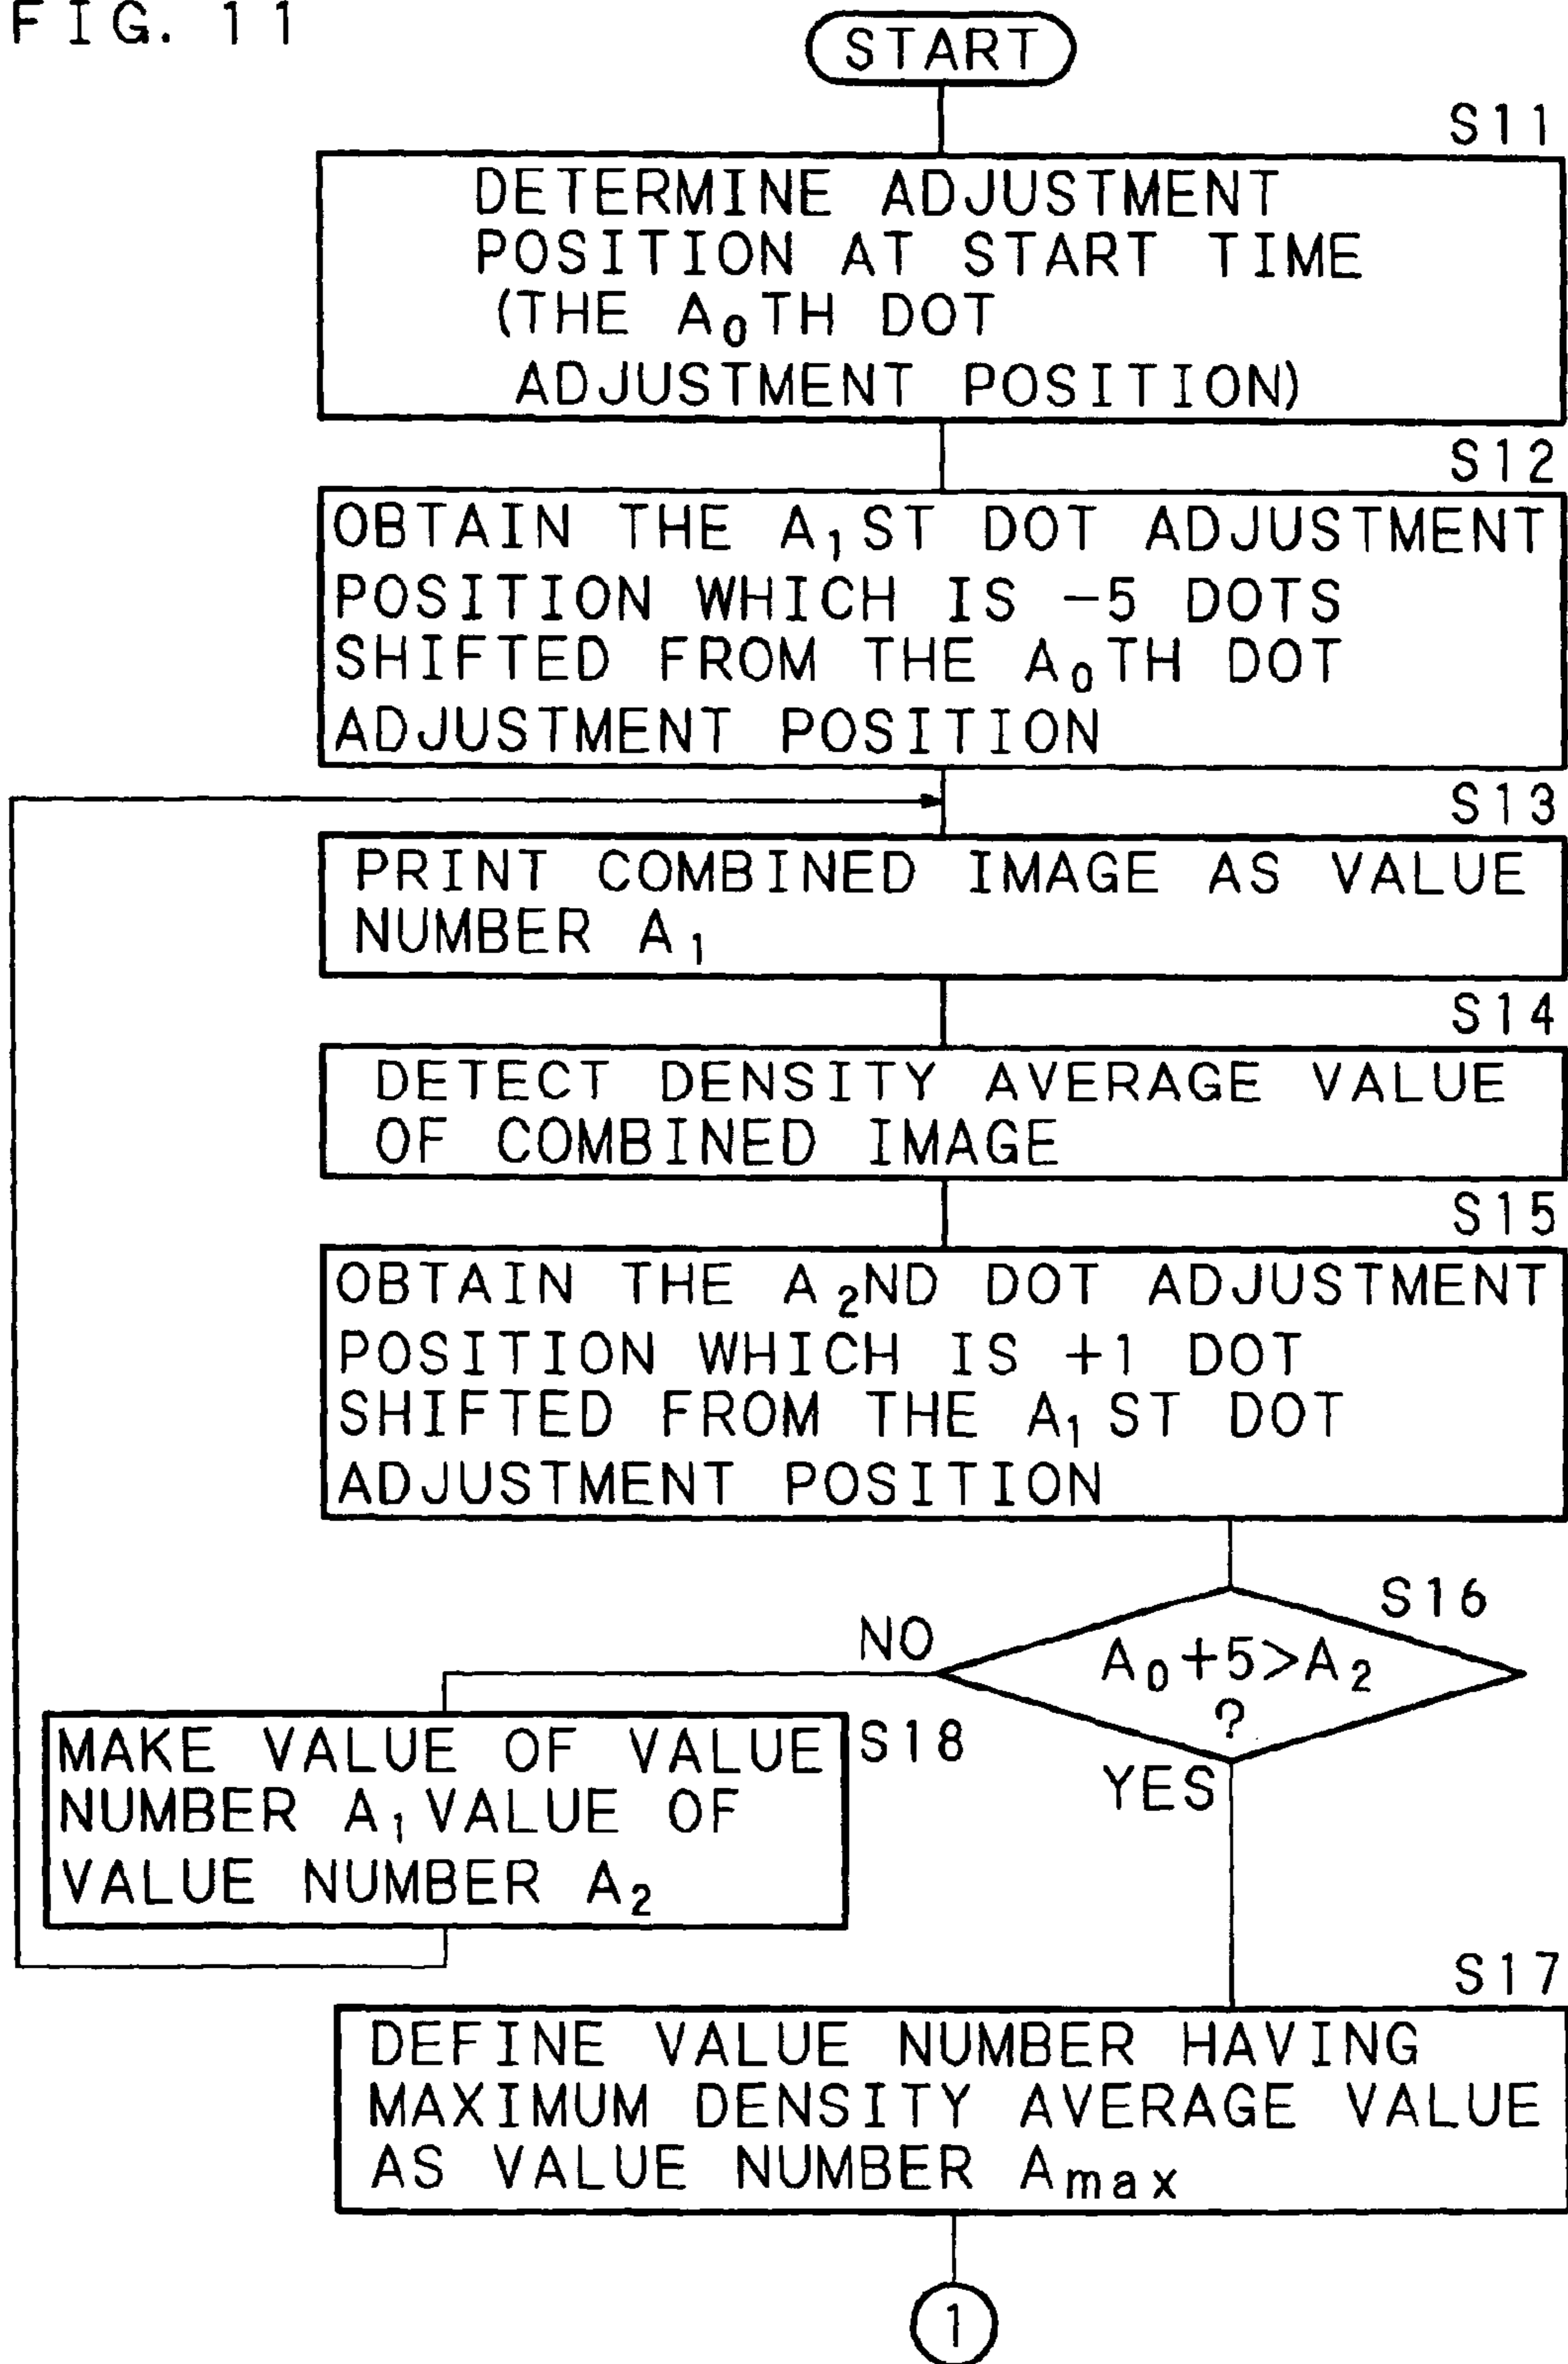 FIG. 11
START
S11
DETERMINE ADJUSTMENT
POSITION AT START TIME
(THE A₀TH DOT
ADJUSTMENT POSITION)
S12
OBTAIN THE A₁ST DOT ADJUSTMENT
POSITION WHICH IS -5 DOTS
SHIFTED FROM THE A₀TH DOT
ADJUSTMENT POSITION
S13
PRINT COMBINED IMAGE AS VALUE
NUMBER A₁
S14
DETECT DENSITY AVERAGE VALUE
OF COMBINED IMAGE
S15
OBTAIN THE A₂ND DOT ADJUSTMENT
POSITION WHICH IS +1 DOT
SHIFTED FROM THE A₁ST DOT
ADJUSTMENT POSITION
S16
A₀+5>A₂
?
NO
YES
S18
MAKE VALUE OF VALUE
NUMBER A₁ VALUE OF
VALUE NUMBER A₂
S17
DEFINE VALUE NUMBER HAVING
MAXIMUM DENSITY AVERAGE VALUE
AS VALUE NUMBER Amax
1